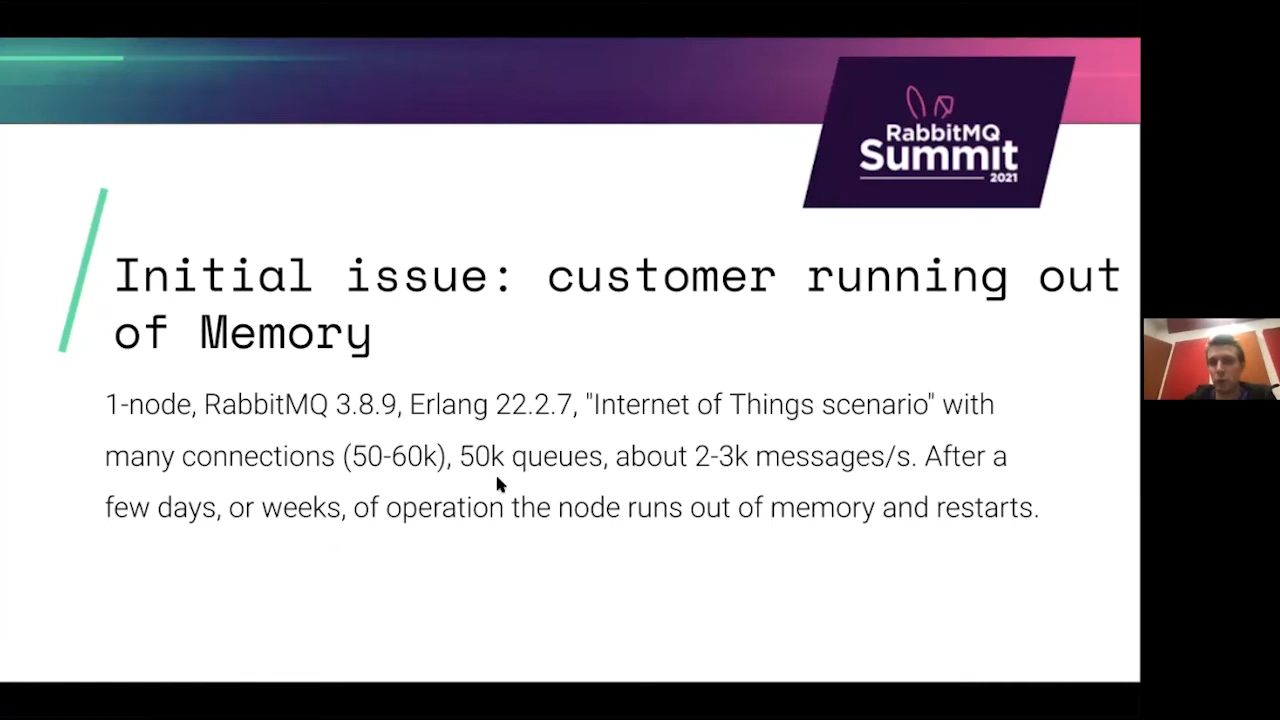 RabbitMQ
Summit
2021
Initial issue: customer running out
of Memory
1-node, RabbitMQ 3.8.9, Erlang 22.2.7, "Internet of Things scenario" with
many connections (50-60k), 50k queues, about 2-3k messages/s. After a
few days, or weeks, of operation the node runs out of memory and restarts.